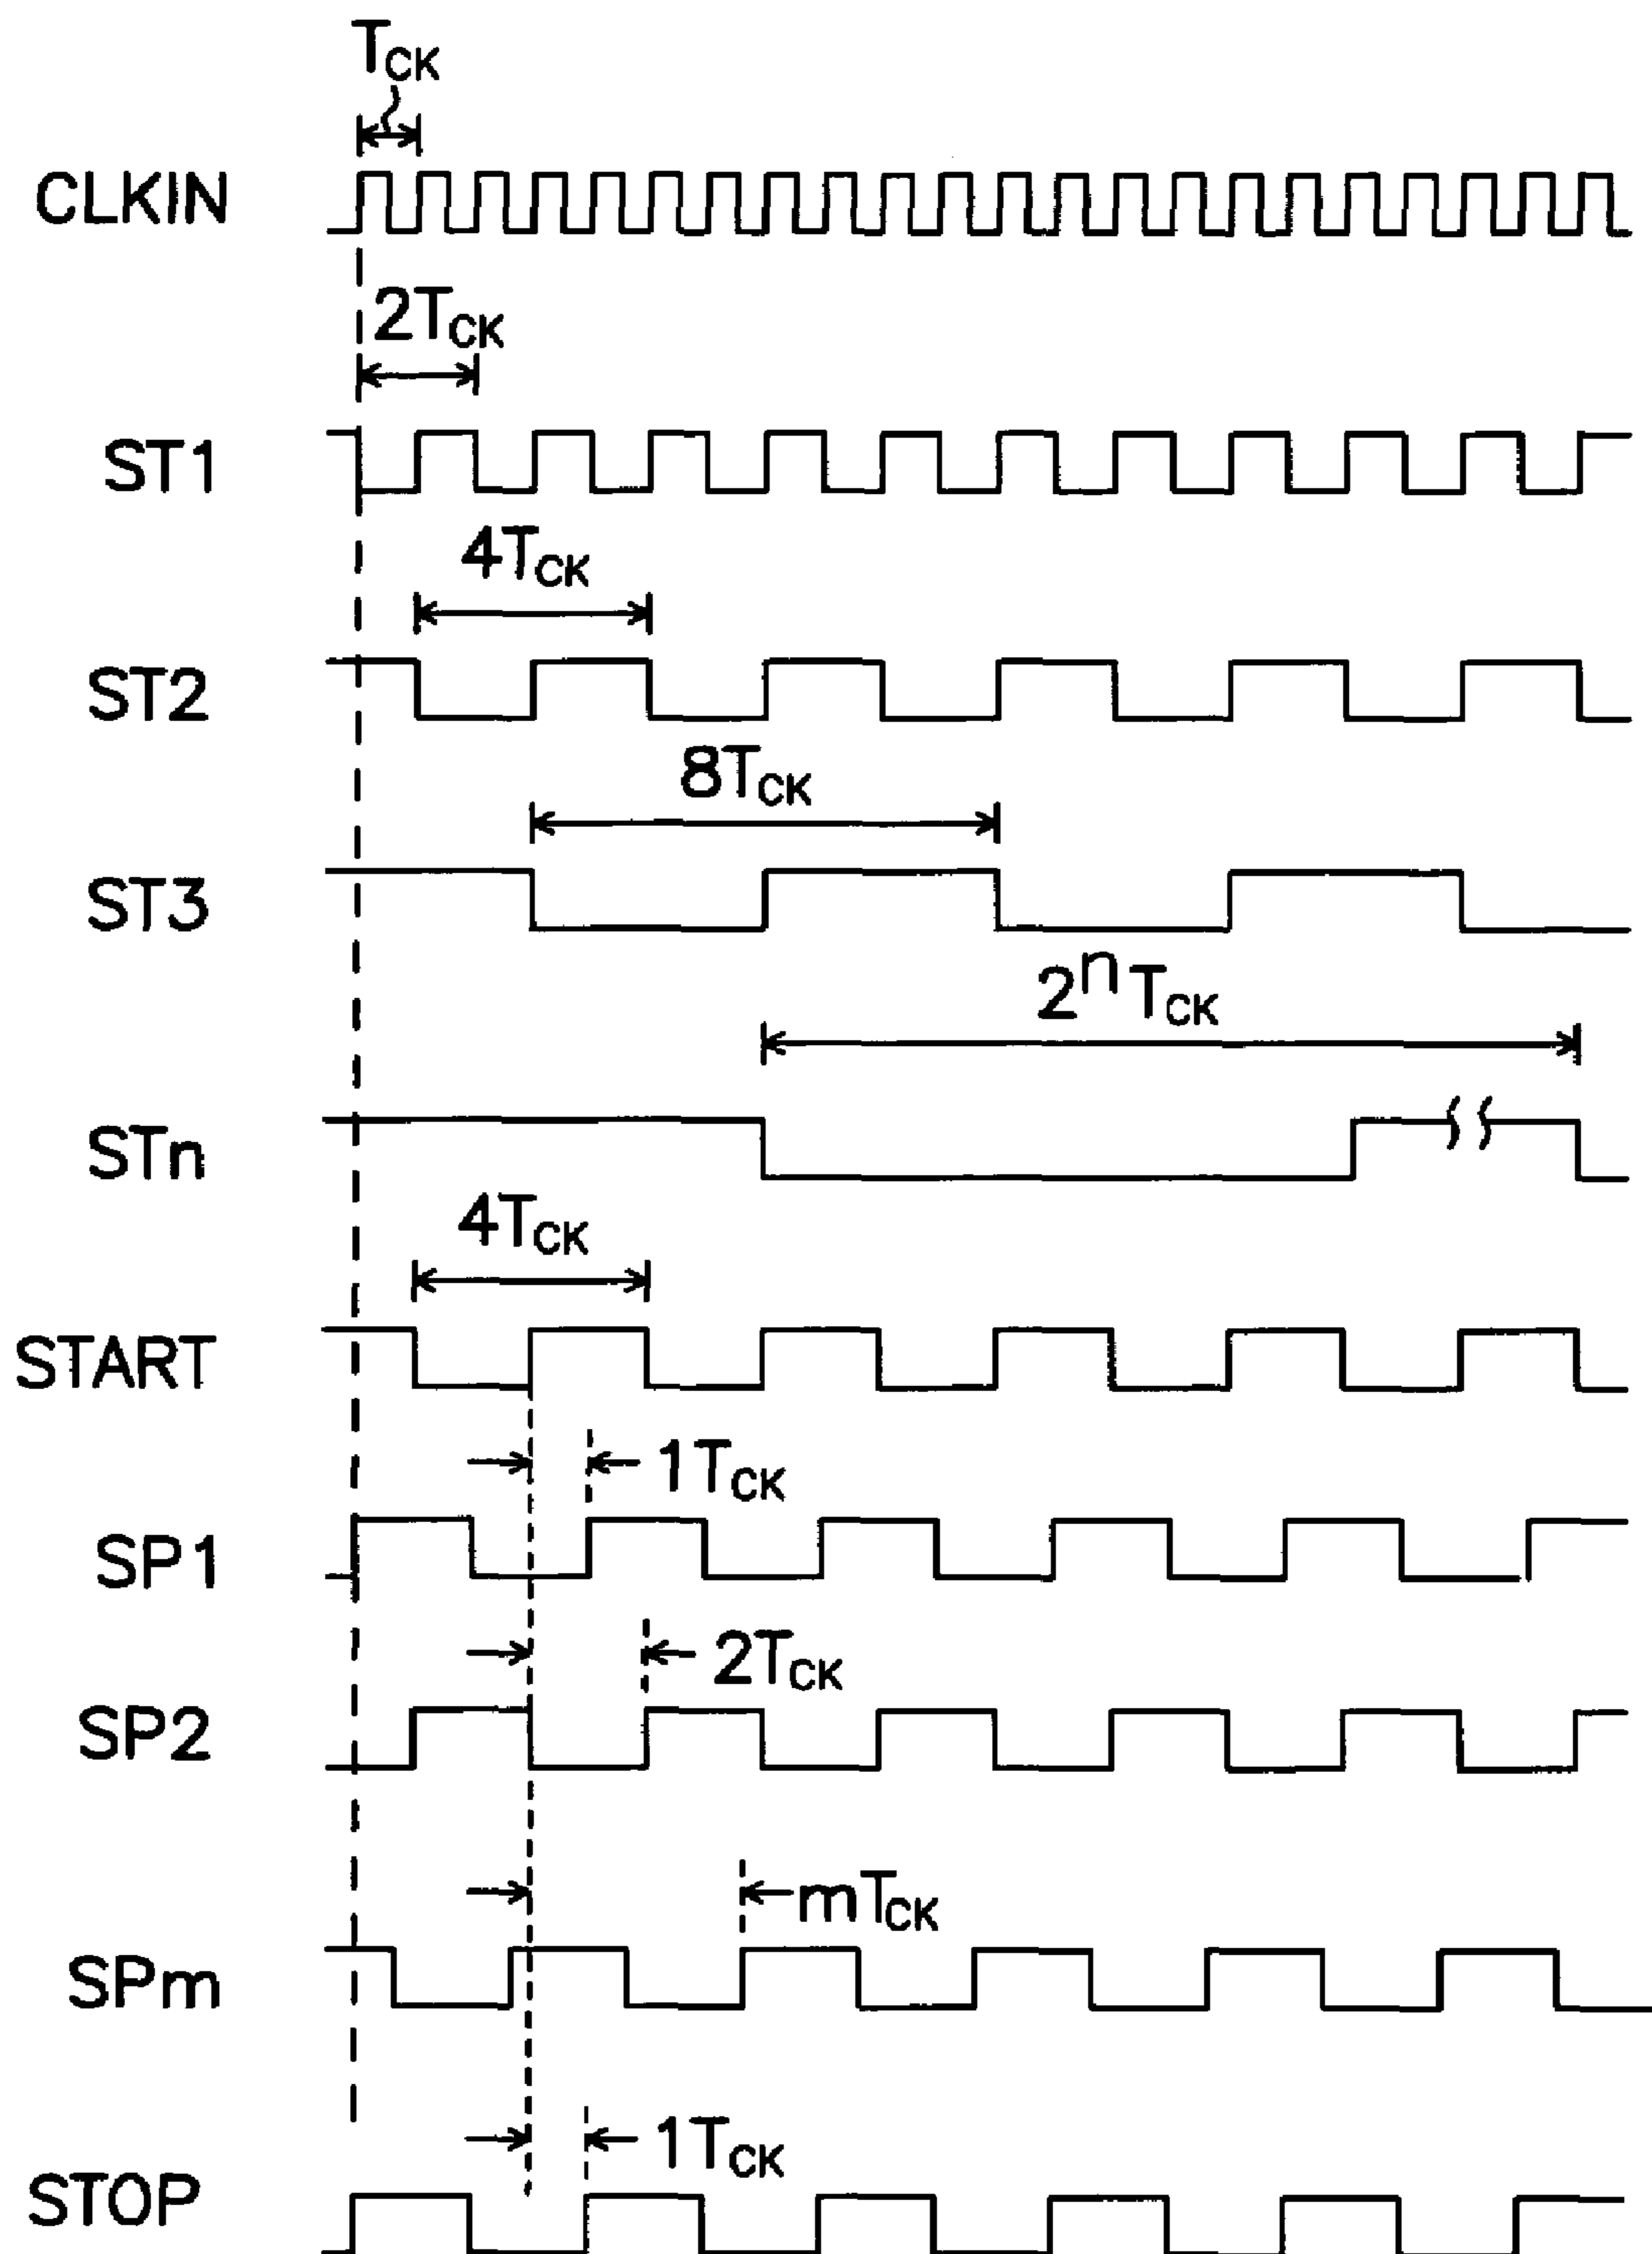 TCK
CLKIN
2TCK
ST1
4TCK
ST2
8TCK
ST3
2n TCK
STn
4TCK
START
1TCK
SP1
2TCK
SP2
mTCK
SPm
1TCK
STOP